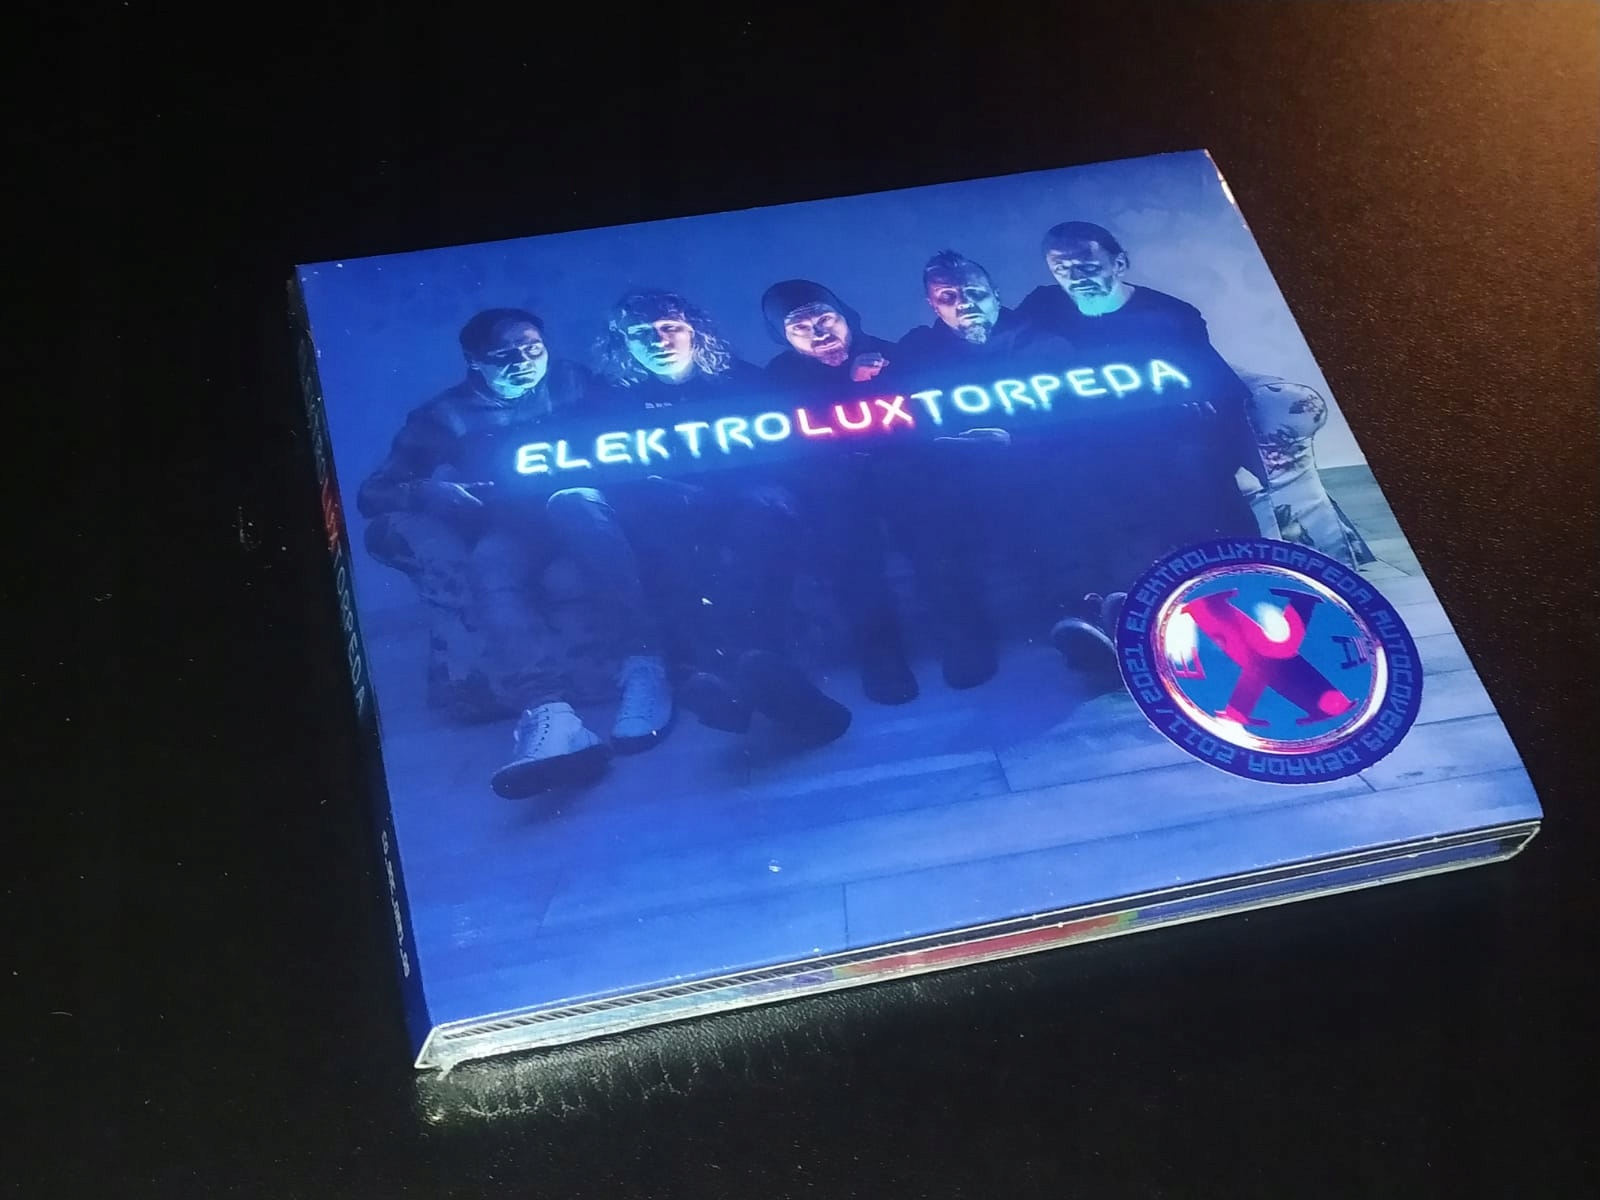 ELEKTROLUXTORPEDA
ELEKTROLUXTORPEDA.AUTOCOVERS.DEKADA.2011/2021.
X
ELEKTROLUXTORPEDA